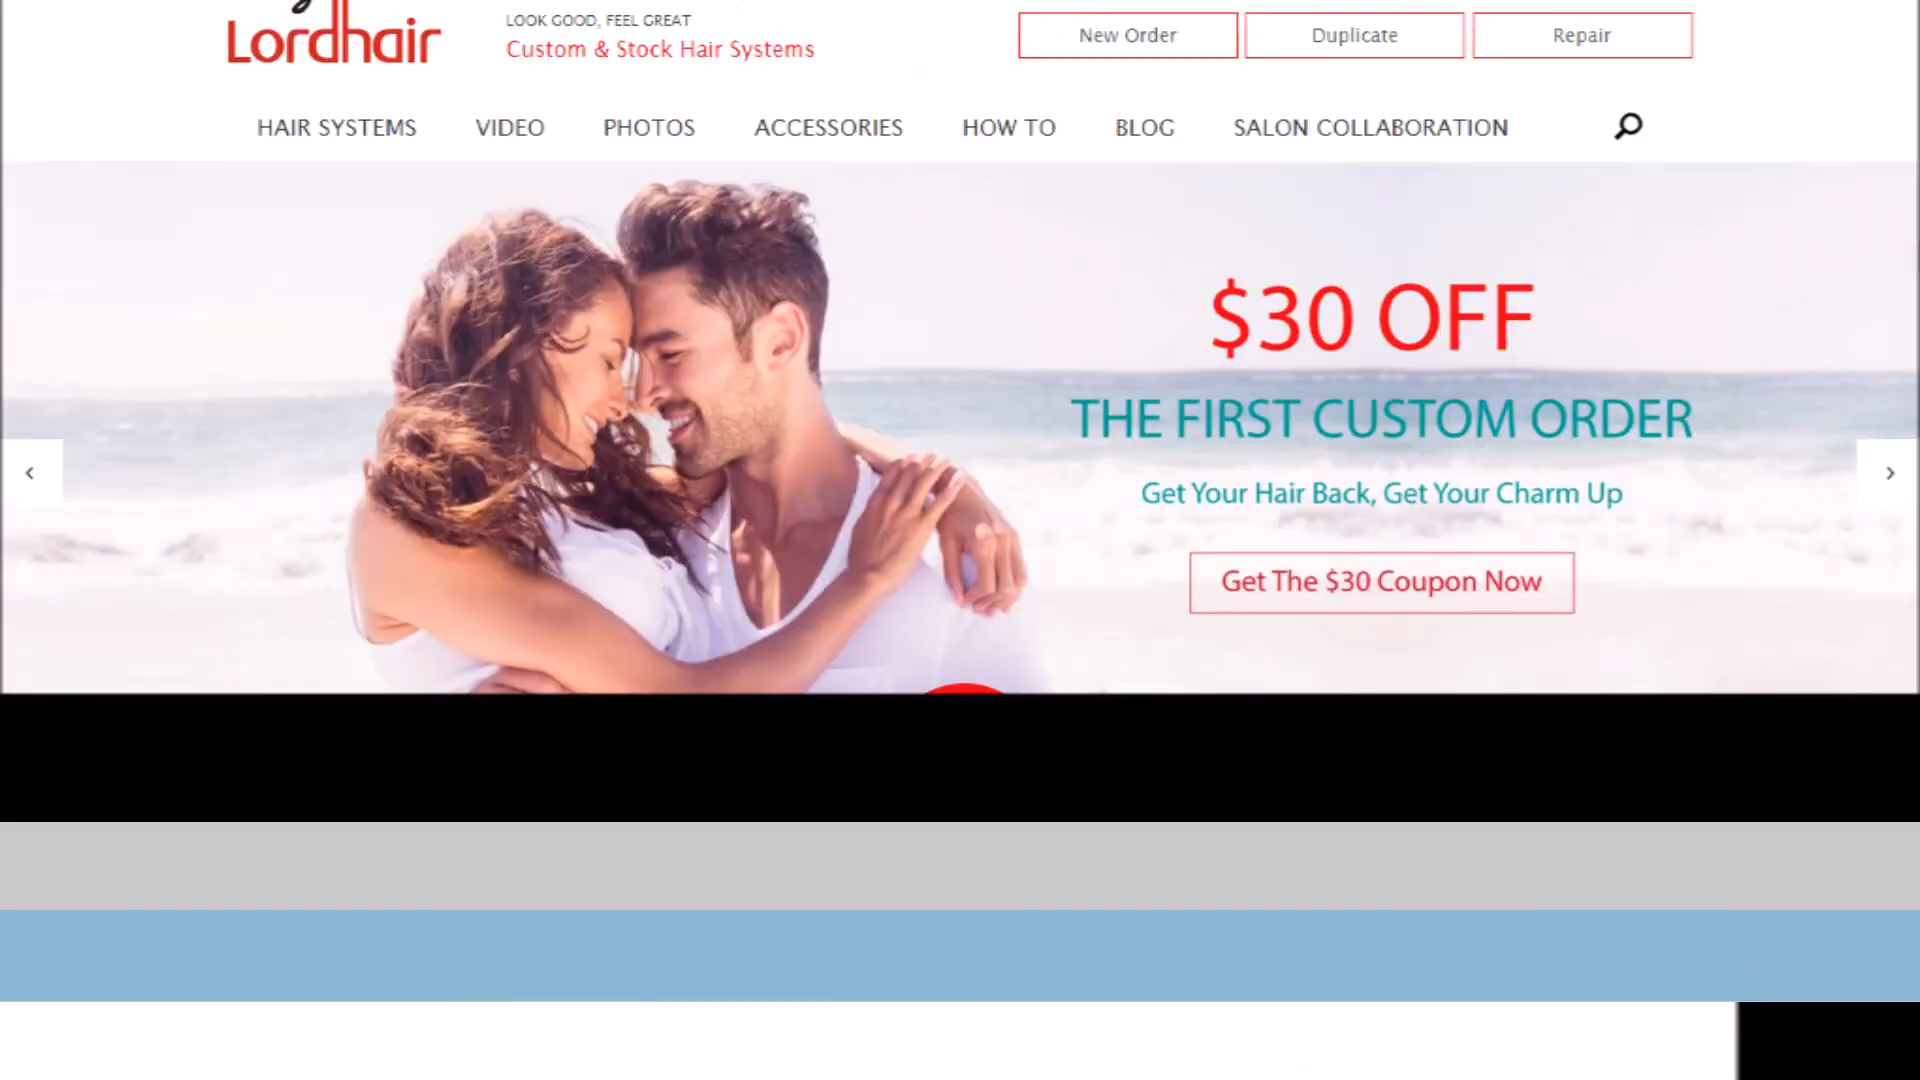 Lordhair
LOOK GOOD, FEEL GREAT
Custom & Stock Hair Systems
New Order
Duplicate
Repair
HAIR SYSTEMS
VIDEO
PHOTOS
ACCESSORIES
HOW TO
BLOG
SALON COLLABORATION
$30 OFF
THE FIRST CUSTOM ORDER
Get Your Hair Back, Get Your Charm Up
Get The $30 Coupon Now